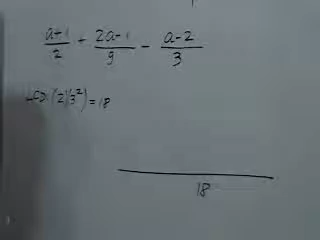 a+1/2 + 2a-1/9 - a-2/3
LCD: (2)(3²) = 18
18